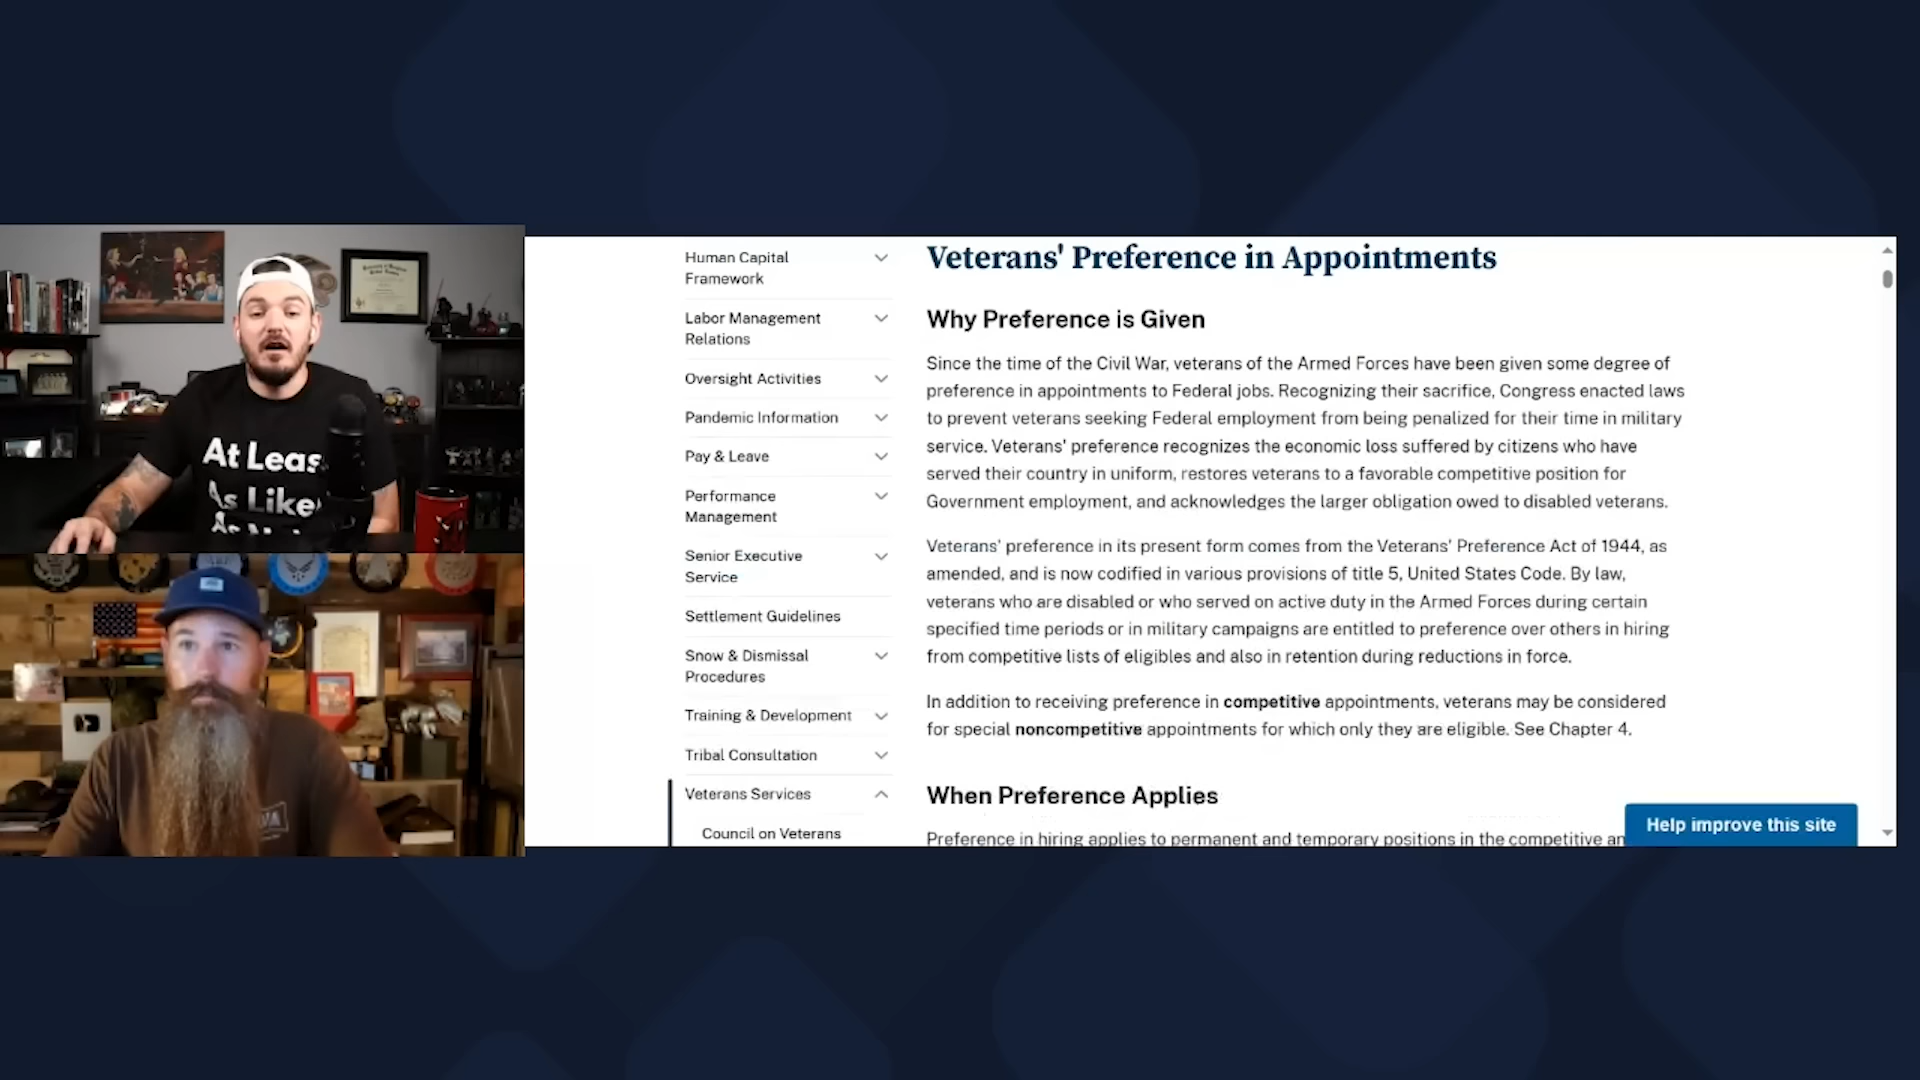 At Leas
As Like
Human Capital
Framework
Labor Management
Relations
Oversight Activities
Pandemic Information
Pay & Leave
Performance
Management
Senior Executive
Service
Settlement Guidelines
Snow & Dismissal
Procedures
Training & Development
Tribal Consultation
Veterans Services
Council on Veterans
Veterans' Preference in Appointments
Why Preference is Given
Since the time of the Civil War, veterans of the Armed Forces have been given some degree of
preference in appointments to Federal jobs. Recognizing their sacrifice, Congress enacted laws
to prevent veterans seeking Federal employment from being penalized for their time in military
service. Veterans' preference recognizes the economic loss suffered by citizens who have
served their country in uniform, restores veterans to a favorable competitive position for
Government employment, and acknowledges the larger obligation owed to disabled veterans.
Veterans' preference in its present form comes from the Veterans' Preference Act of 1944, as
amended, and is now codified in various provisions of title 5, United States Code. By law,
veterans who are disabled or who served on active duty in the Armed Forces during certain
specified time periods or in military campaigns are entitled to preference over others in hiring
from competitive lists of eligibles and also in retention during reductions in force.
In addition to receiving preference in competitive appointments, veterans may be considered
for special noncompetitive appointments for which only they are eligible. See Chapter 4.
When Preference Applies
Preference in hiring applies to permanent and temporary positions in the competitive an
Help improve this site